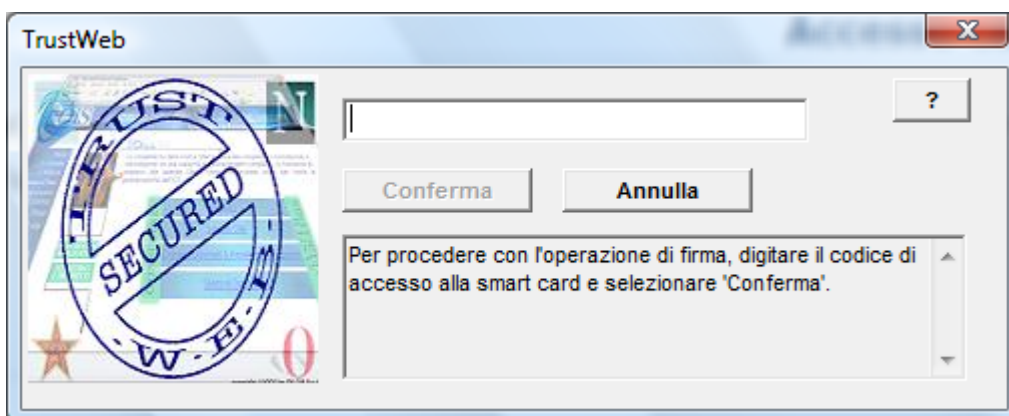 Access
TrustWeb
X
?
Conferma
Annulla
Per procedere con l'operazione di firma, digitare il codice di
accesso alla smart card e selezionare 'Conferma'.
TRUST
SECURED
W·E·B
N